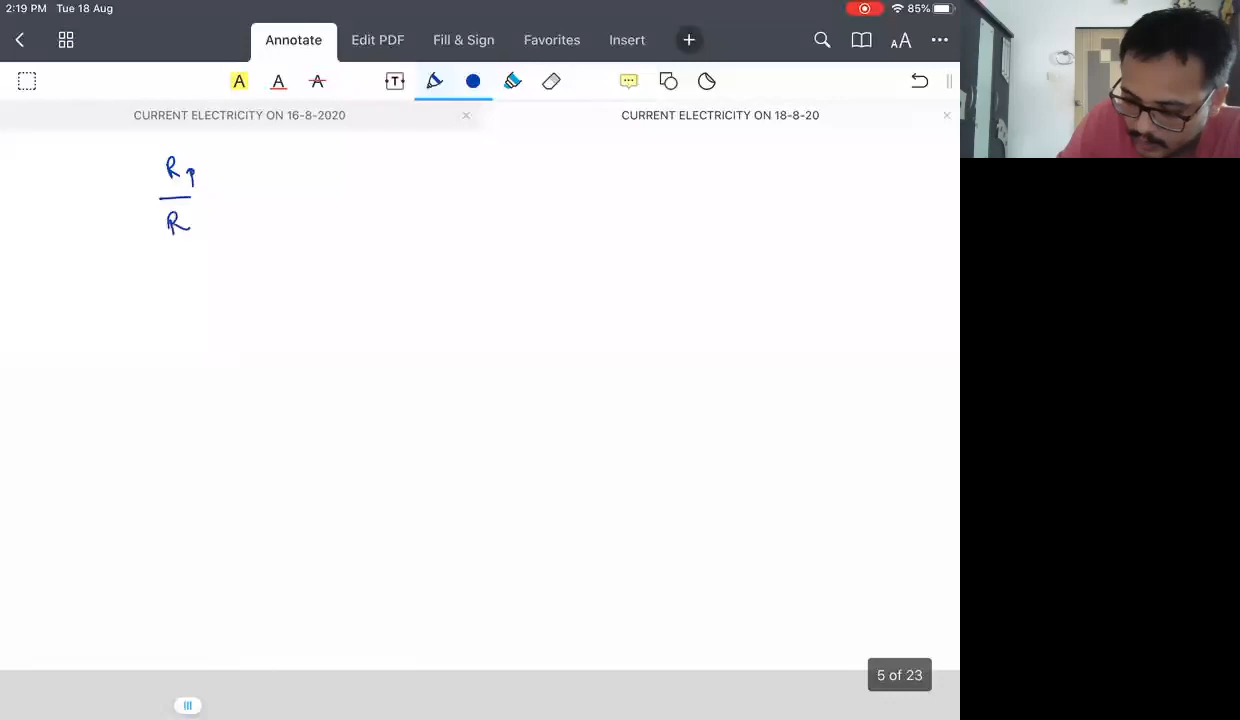 2:19 PM Tue 18 Aug 85%
Annotate Edit PDF Fill & Sign Favorites Insert
CURRENT ELECTRICITY ON 16-8-2020 CURRENT ELECTRICITY ON 18-8-20
R
R
5 of 23